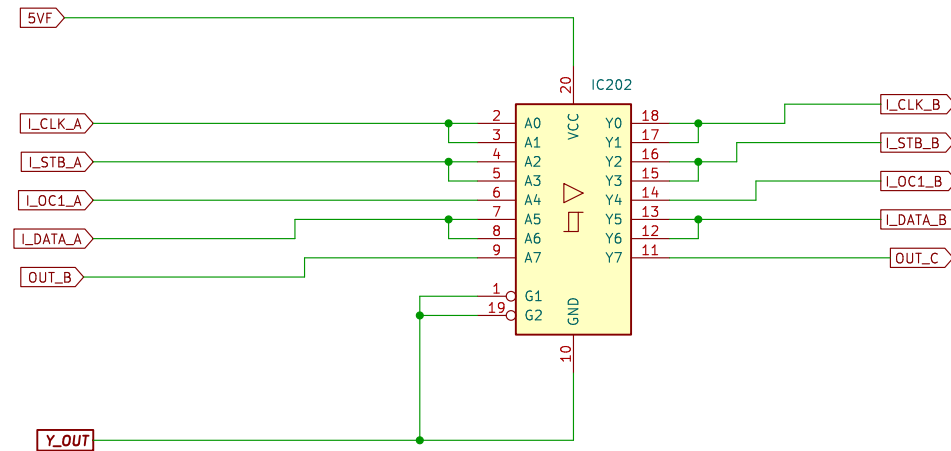 5VF
20
IC202
I_CLK_A
2
A0
VCC
Y0
18
I_CLK_B
3
A1
Y1
17
I_STB_A
4
A2
Y2
16
I_STB_B
5
A3
Y3
15
I_OC1_A
6
A4
Y4
14
I_OC1_B
7
A5
Y5
13
I_DATA_B
I_DATA_A
8
A6
Y6
12
OUT_B
9
A7
Y7
11
OUT_C
1
G1
19
G2
GND
10
Y_OUT